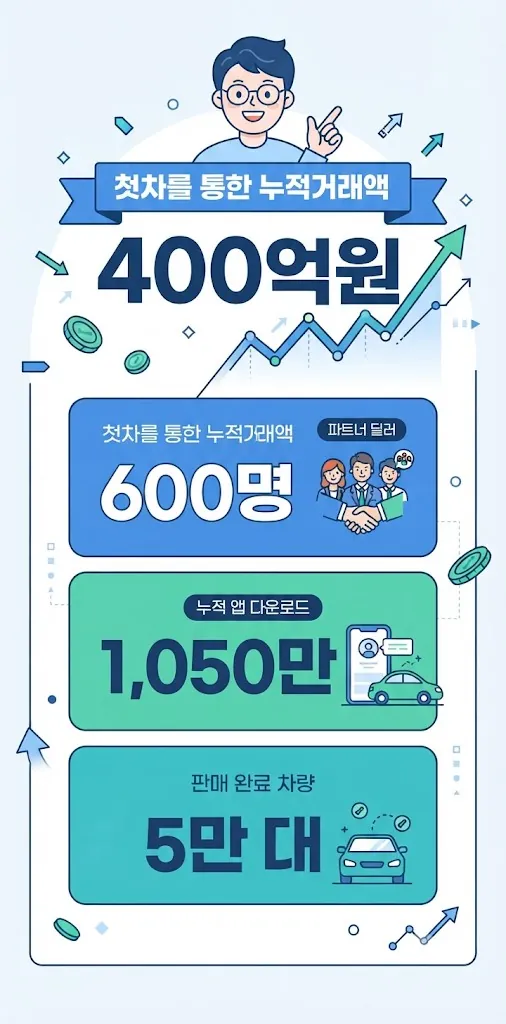 첫차를 통한 누적거래액
400억원
첫차를 통한 누적거래액
파트너 딜러
600명
누적 앱 다운로드
1,050만
판매 완료 차량
5만 대